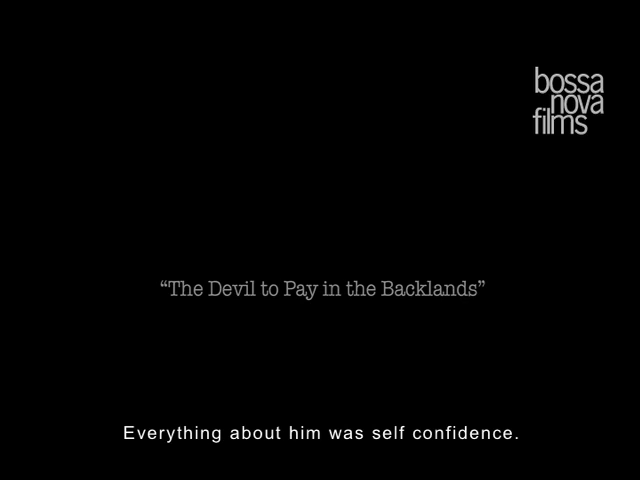 bossa
nova
films
“The Devil to Pay in the Backlands”
Everything about him was self confidence.